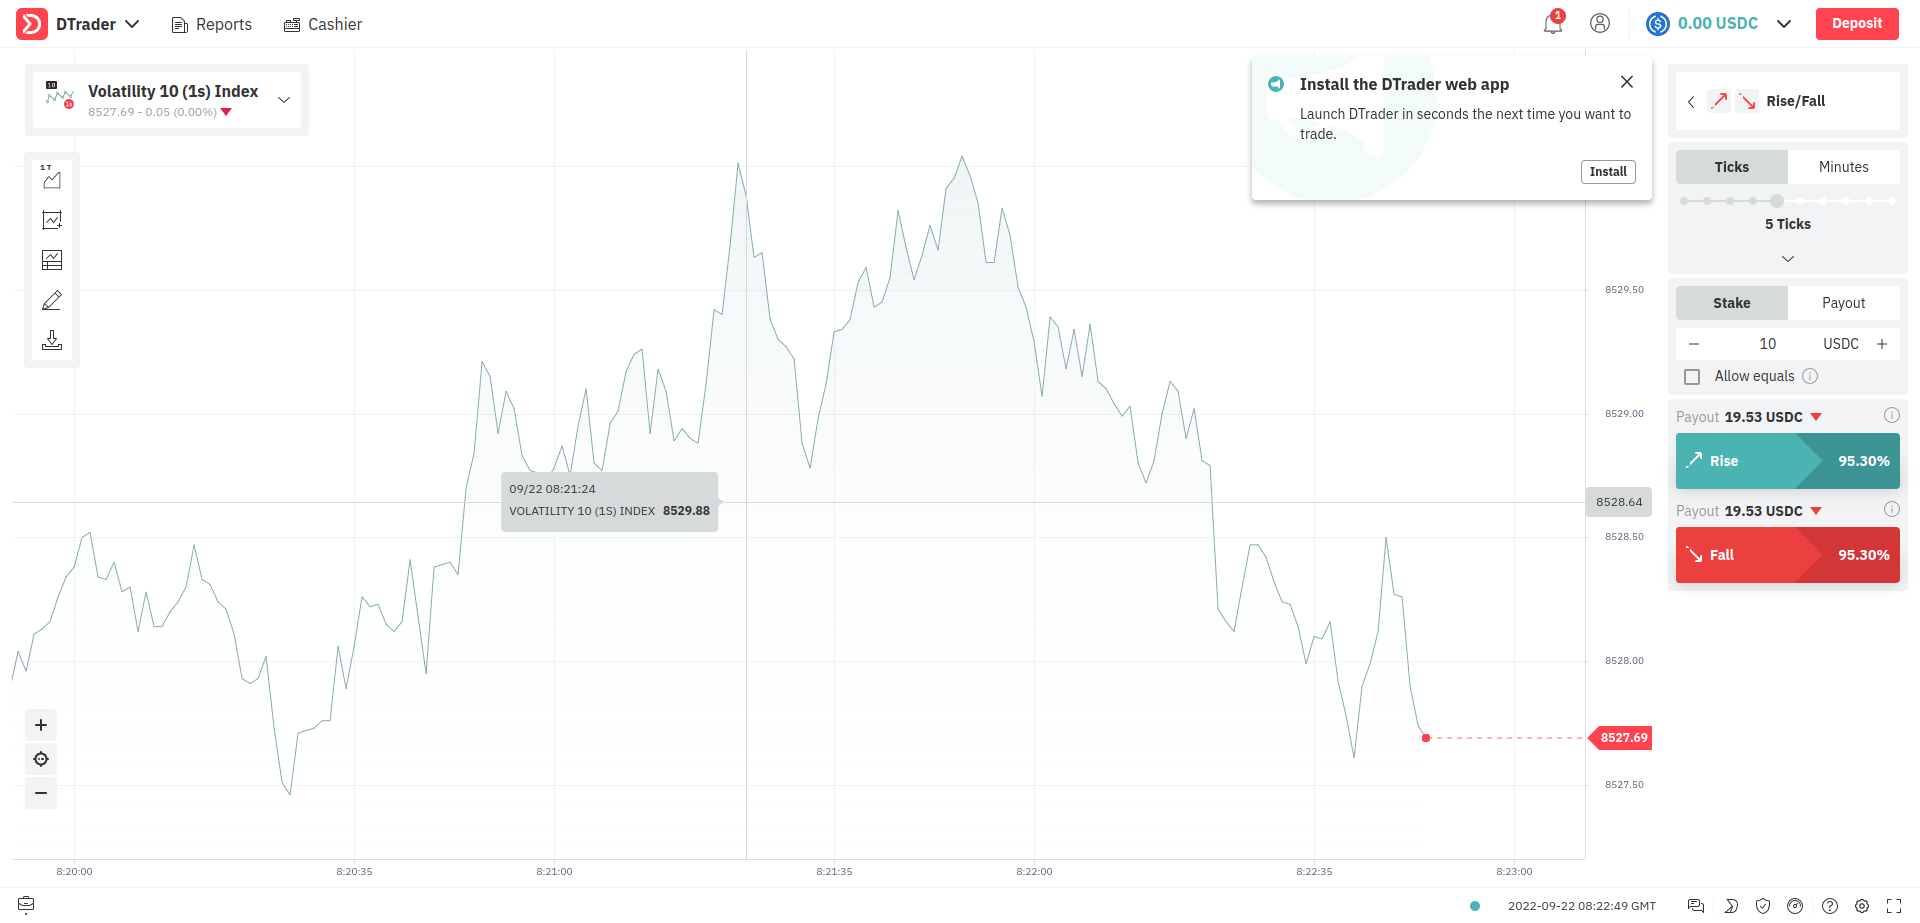 DTrader
Reports
Cashier
1
0.00 USDC
Deposit
10
1s
Volatility 10 (1s) Index
8527.69 - 0.05 (0.00%)
1 T
Install the DTrader web app
Launch DTrader in seconds the next time you want to
trade.
Install
Rise/Fall
Ticks
Minutes
5 Ticks
Stake
Payout
10
USDC
Allow equals
Payout 19.53 USDC
Rise
95.30%
Payout 19.53 USDC
Fall
95.30%
09/22 08:21:24
VOLATILITY 10 (1S) INDEX 8529.88
8529.50
8529.00
8528.64
8528.50
8528.00
8527.69
8527.50
8:20:00
8:20:35
8:21:00
8:21:35
8:22:00
8:22:35
8:23:00
2022-09-22 08:22:49 GMT